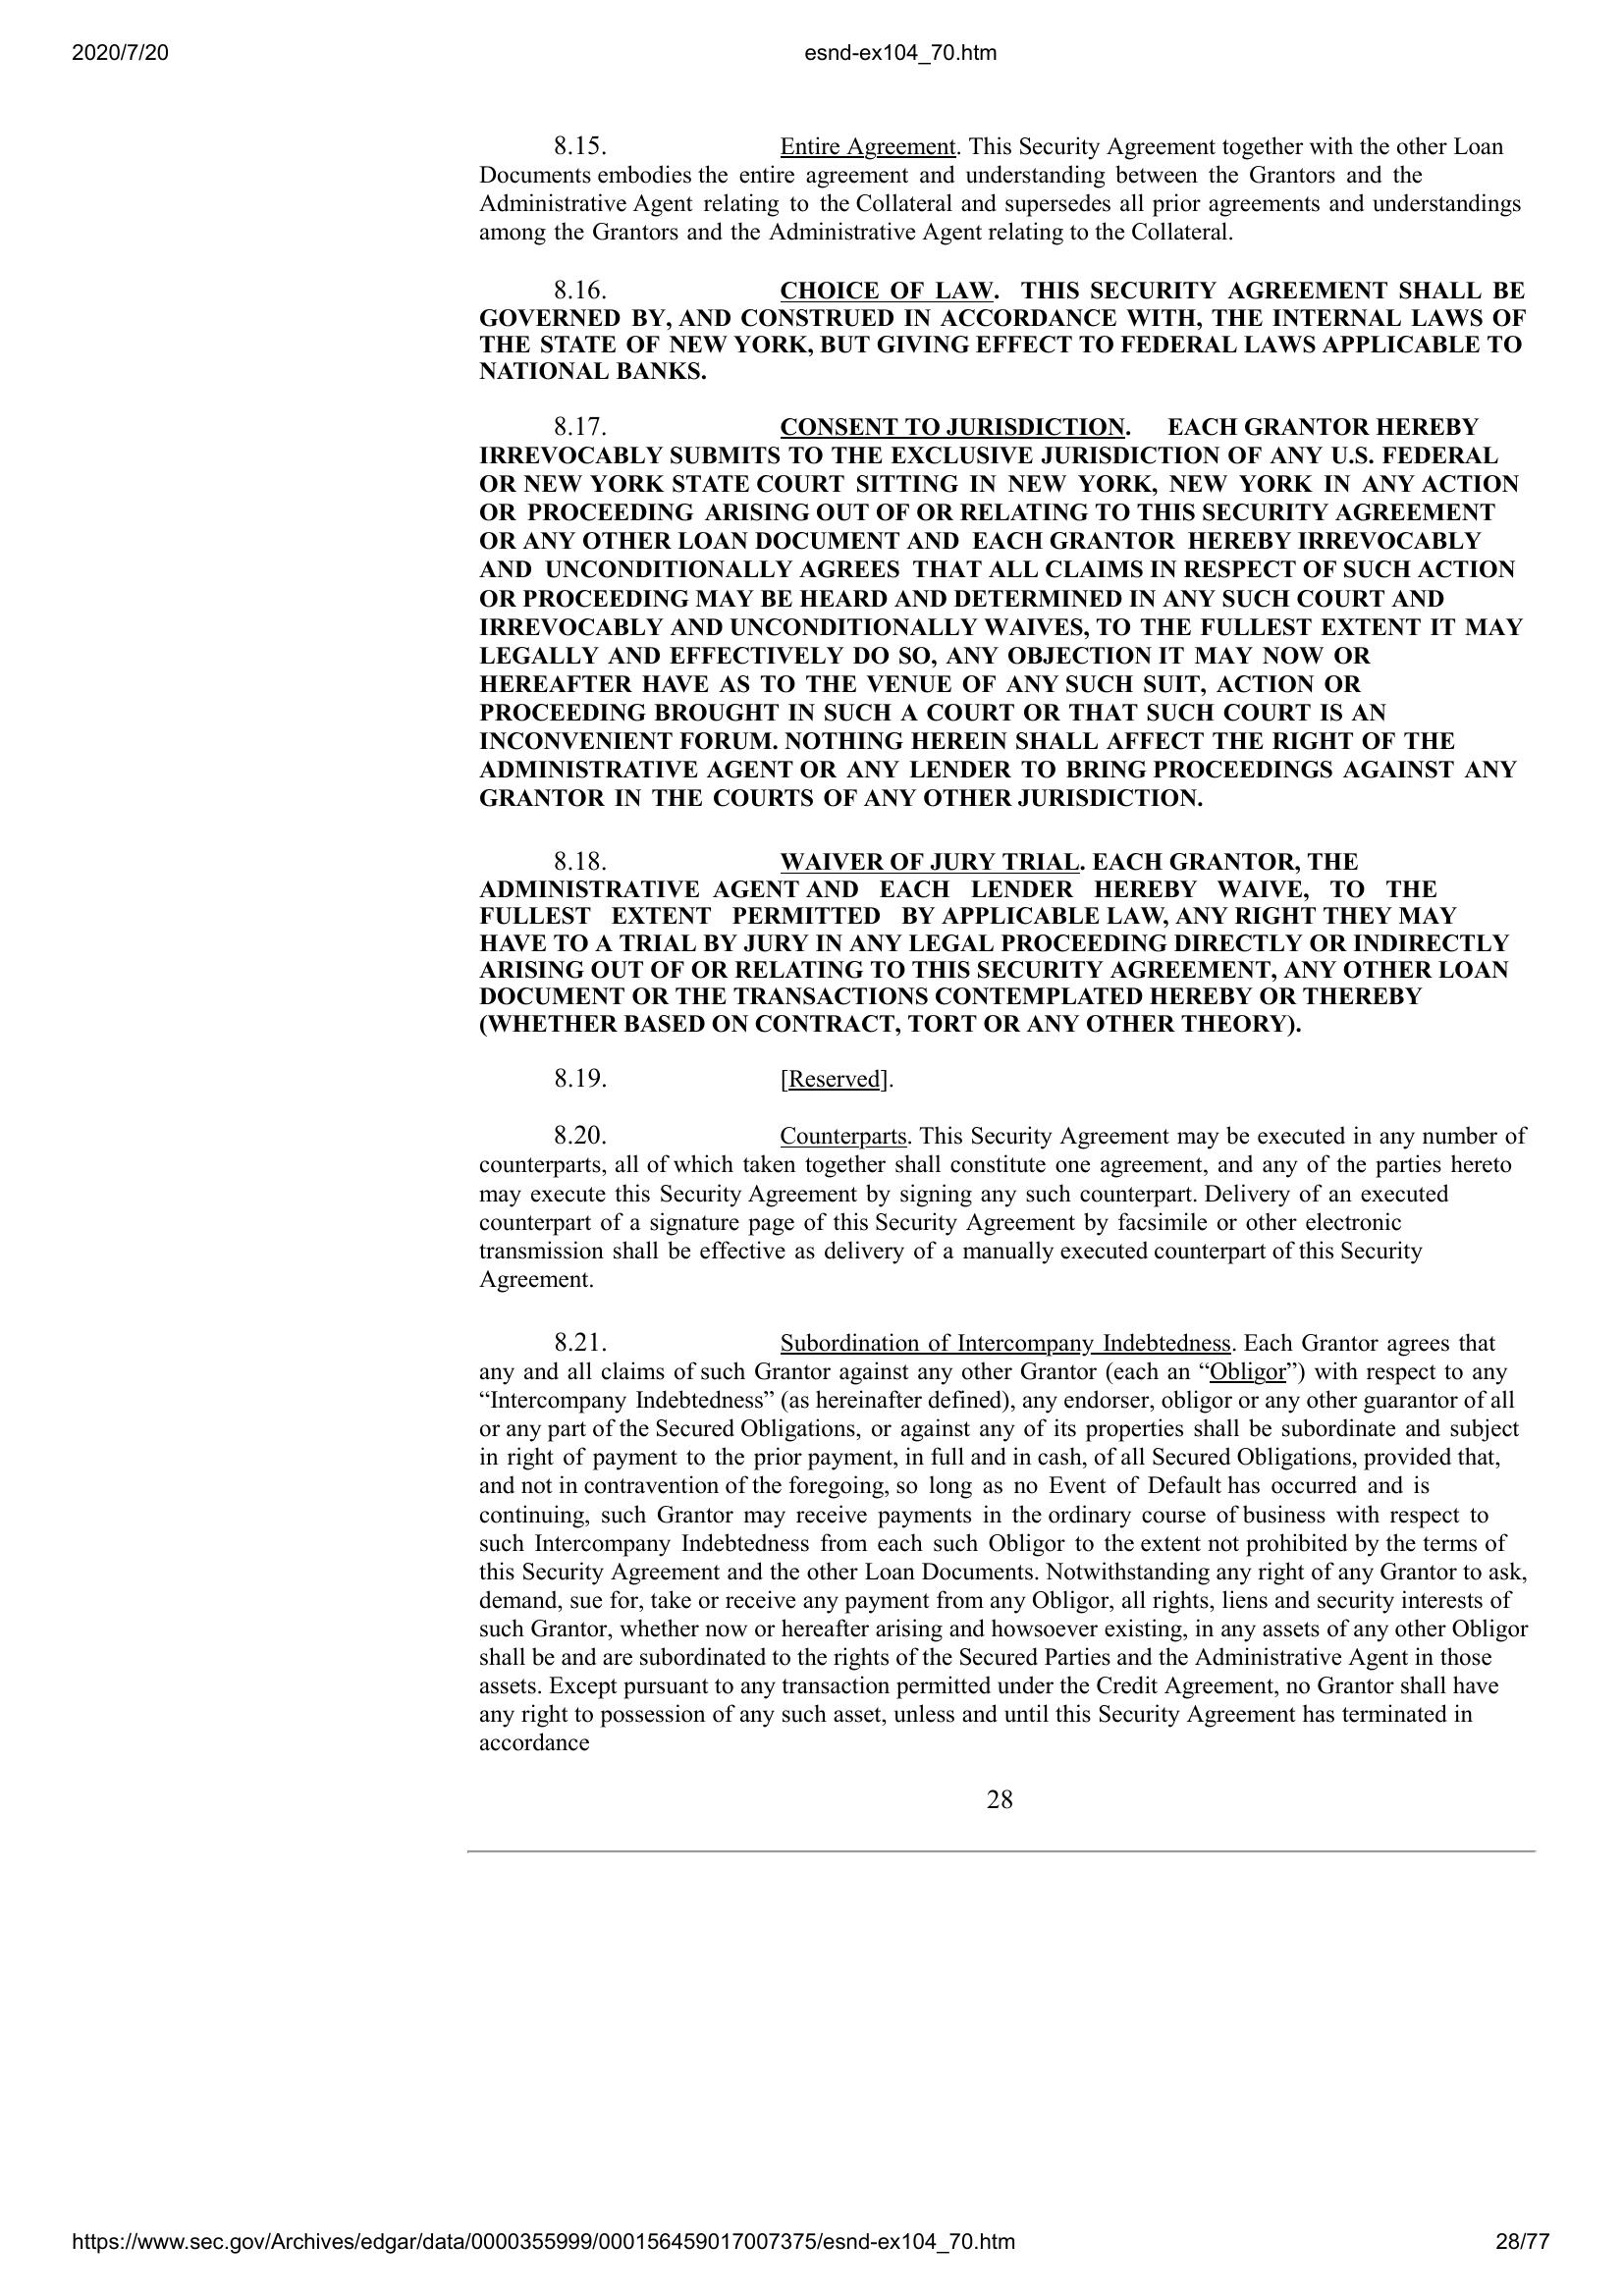 2020/7/20 esnd-ex104_70.htm
8.15. Entire Agreement. This Security Agreement together with the other Loan
Documents embodies the entire agreement and understanding between the Grantors and the
Administrative Agent relating to the Collateral and supersedes all prior agreements and understandings
among the Grantors and the Administrative Agent relating to the Collateral.
8.16. CHOICE OF LAW. THIS SECURITY AGREEMENT SHALL BE
GOVERNED BY, AND CONSTRUED IN ACCORDANCE WITH, THE INTERNAL LAWS OF
THE STATE OF NEW YORK, BUT GIVING EFFECT TO FEDERAL LAWS APPLICABLE TO
NATIONAL BANKS.
8.17. CONSENT TO JURISDICTION. EACH GRANTOR HEREBY
IRREVOCABLY SUBMITS TO THE EXCLUSIVE JURISDICTION OF ANY U.S. FEDERAL
OR NEW YORK STATE COURT SITTING IN NEW YORK, NEW YORK IN ANY ACTION
OR PROCEEDING ARISING OUT OF OR RELATING TO THIS SECURITY AGREEMENT
OR ANY OTHER LOAN DOCUMENT AND EACH GRANTOR HEREBY IRREVOCABLY
AND UNCONDITIONALLY AGREES THAT ALL CLAIMS IN RESPECT OF SUCH ACTION
OR PROCEEDING MAY BE HEARD AND DETERMINED IN ANY SUCH COURT AND
IRREVOCABLY AND UNCONDITIONALLY WAIVES, TO THE FULLEST EXTENT IT MAY
LEGALLY AND EFFECTIVELY DO SO, ANY OBJECTION IT MAY NOW OR
HEREAFTER HAVE AS TO THE VENUE OF ANY SUCH SUIT, ACTION OR
PROCEEDING BROUGHT IN SUCH A COURT OR THAT SUCH COURT IS AN
INCONVENIENT FORUM. NOTHING HEREIN SHALL AFFECT THE RIGHT OF THE
ADMINISTRATIVE AGENT OR ANY LENDER TO BRING PROCEEDINGS AGAINST ANY
GRANTOR IN THE COURTS OF ANY OTHER JURISDICTION.
8.18. WAIVER OF JURY TRIAL. EACH GRANTOR, THE
ADMINISTRATIVE AGENT AND EACH LENDER HEREBY WAIVE, TO THE
FULLEST EXTENT PERMITTED BY APPLICABLE LAW, ANY RIGHT THEY MAY
HAVE TO A TRIAL BY JURY IN ANY LEGAL PROCEEDING DIRECTLY OR INDIRECTLY
ARISING OUT OF OR RELATING TO THIS SECURITY AGREEMENT, ANY OTHER LOAN
DOCUMENT OR THE TRANSACTIONS CONTEMPLATED HEREBY OR THEREBY
(WHETHER BASED ON CONTRACT, TORT OR ANY OTHER THEORY).
8.19. [Reserved].
8.20. Counterparts. This Security Agreement may be executed in any number of
counterparts, all of which taken together shall constitute one agreement, and any of the parties hereto
may execute this Security Agreement by signing any such counterpart. Delivery of an executed
counterpart of a signature page of this Security Agreement by facsimile or other electronic
transmission shall be effective as delivery of a manually executed counterpart of this Security
Agreement.
8.21. Subordination of Intercompany Indebtedness. Each Grantor agrees that
any and all claims of such Grantor against any other Grantor (each an “Obligor”) with respect to any
“Intercompany Indebtedness” (as hereinafter defined), any endorser, obligor or any other guarantor of all
or any part of the Secured Obligations, or against any of its properties shall be subordinate and subject
in right of payment to the prior payment, in full and in cash, of all Secured Obligations, provided that,
and not in contravention of the foregoing, so long as no Event of Default has occurred and is
continuing, such Grantor may receive payments in the ordinary course of business with respect to
such Intercompany Indebtedness from each such Obligor to the extent not prohibited by the terms of
this Security Agreement and the other Loan Documents. Notwithstanding any right of any Grantor to ask,
demand, sue for, take or receive any payment from any Obligor, all rights, liens and security interests of
such Grantor, whether now or hereafter arising and howsoever existing, in any assets of any other Obligor
shall be and are subordinated to the rights of the Secured Parties and the Administrative Agent in those
assets. Except pursuant to any transaction permitted under the Credit Agreement, no Grantor shall have
any right to possession of any such asset, unless and until this Security Agreement has terminated in
accordance
28
https://www.sec.gov/Archives/edgar/data/0000355999/000156459017007375/esnd-ex104_70.htm 28/77